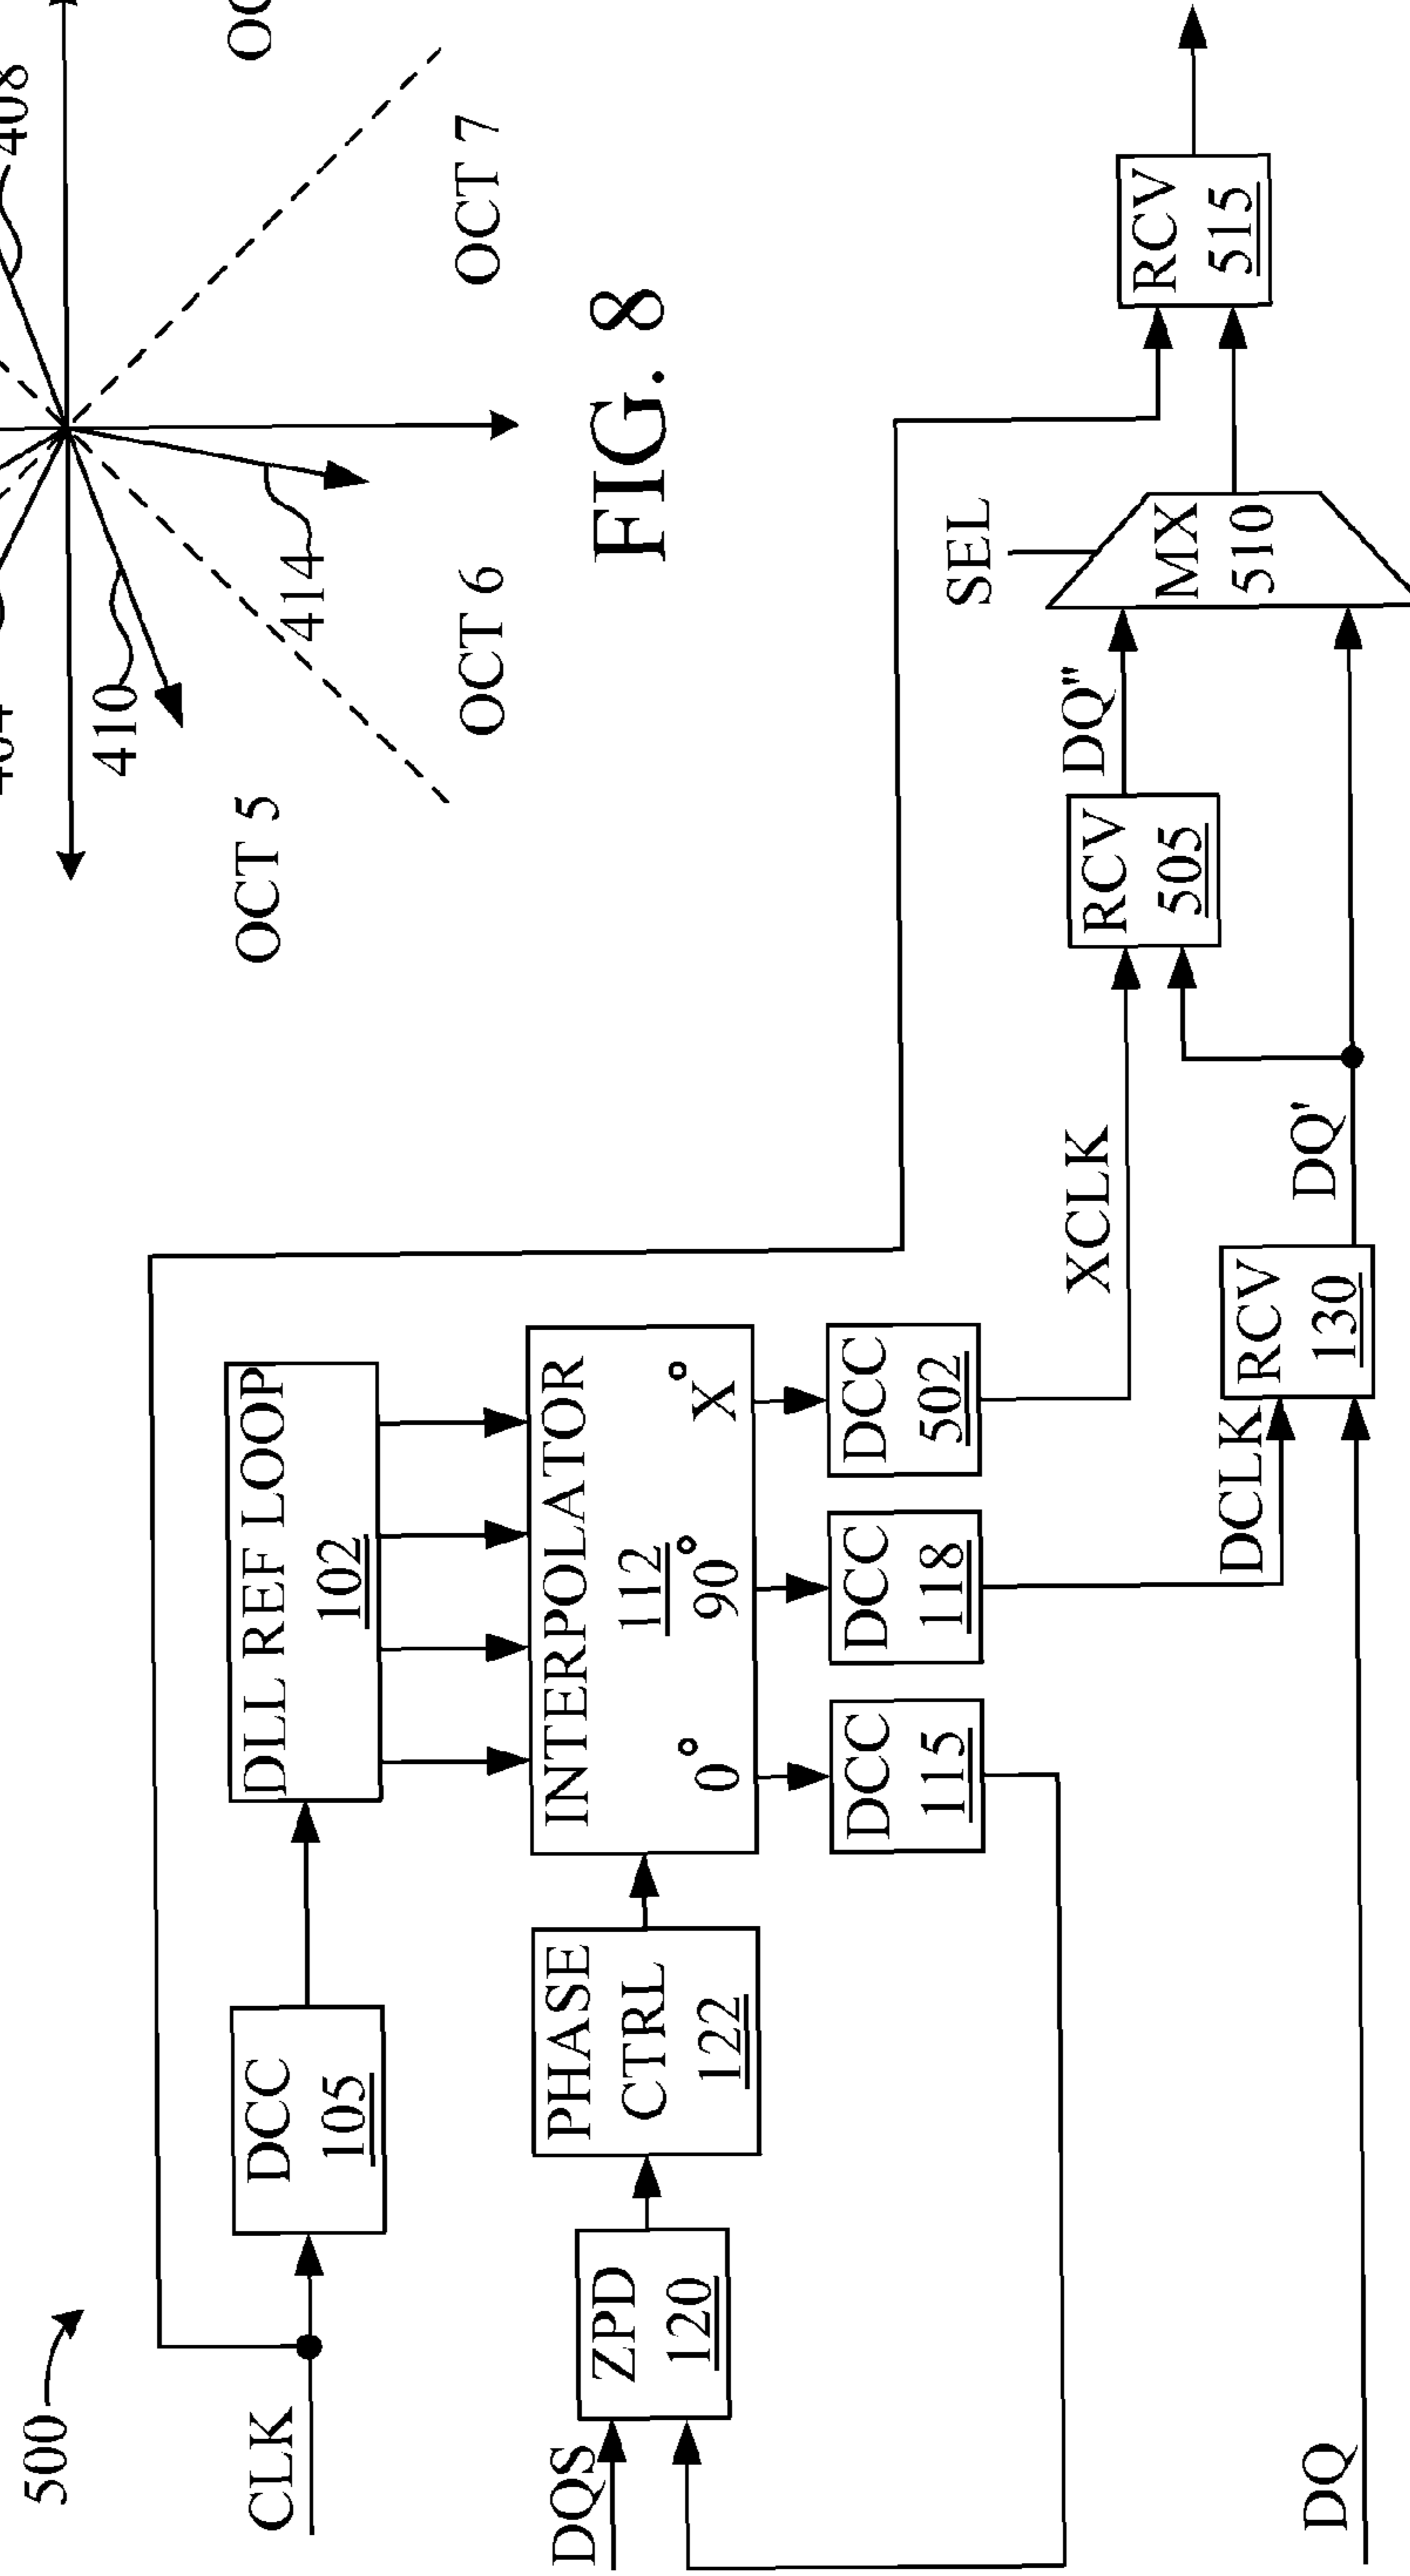 408
OCT 7
FIG. 8
414
OCT 6
410
OCT 5
500
CLK
DCC
105
DLL REF LOOP
102
DQS
ZPD
120
PHASE
CTRL
122
INTERPOLATOR
112
0° 90° X°
DCC
115
DCC
118
DCC
502
XCLK
DCLK
DQ
RCV
130
DQ'
RCV
505
DQ"
SEL
MX
510
RCV
515